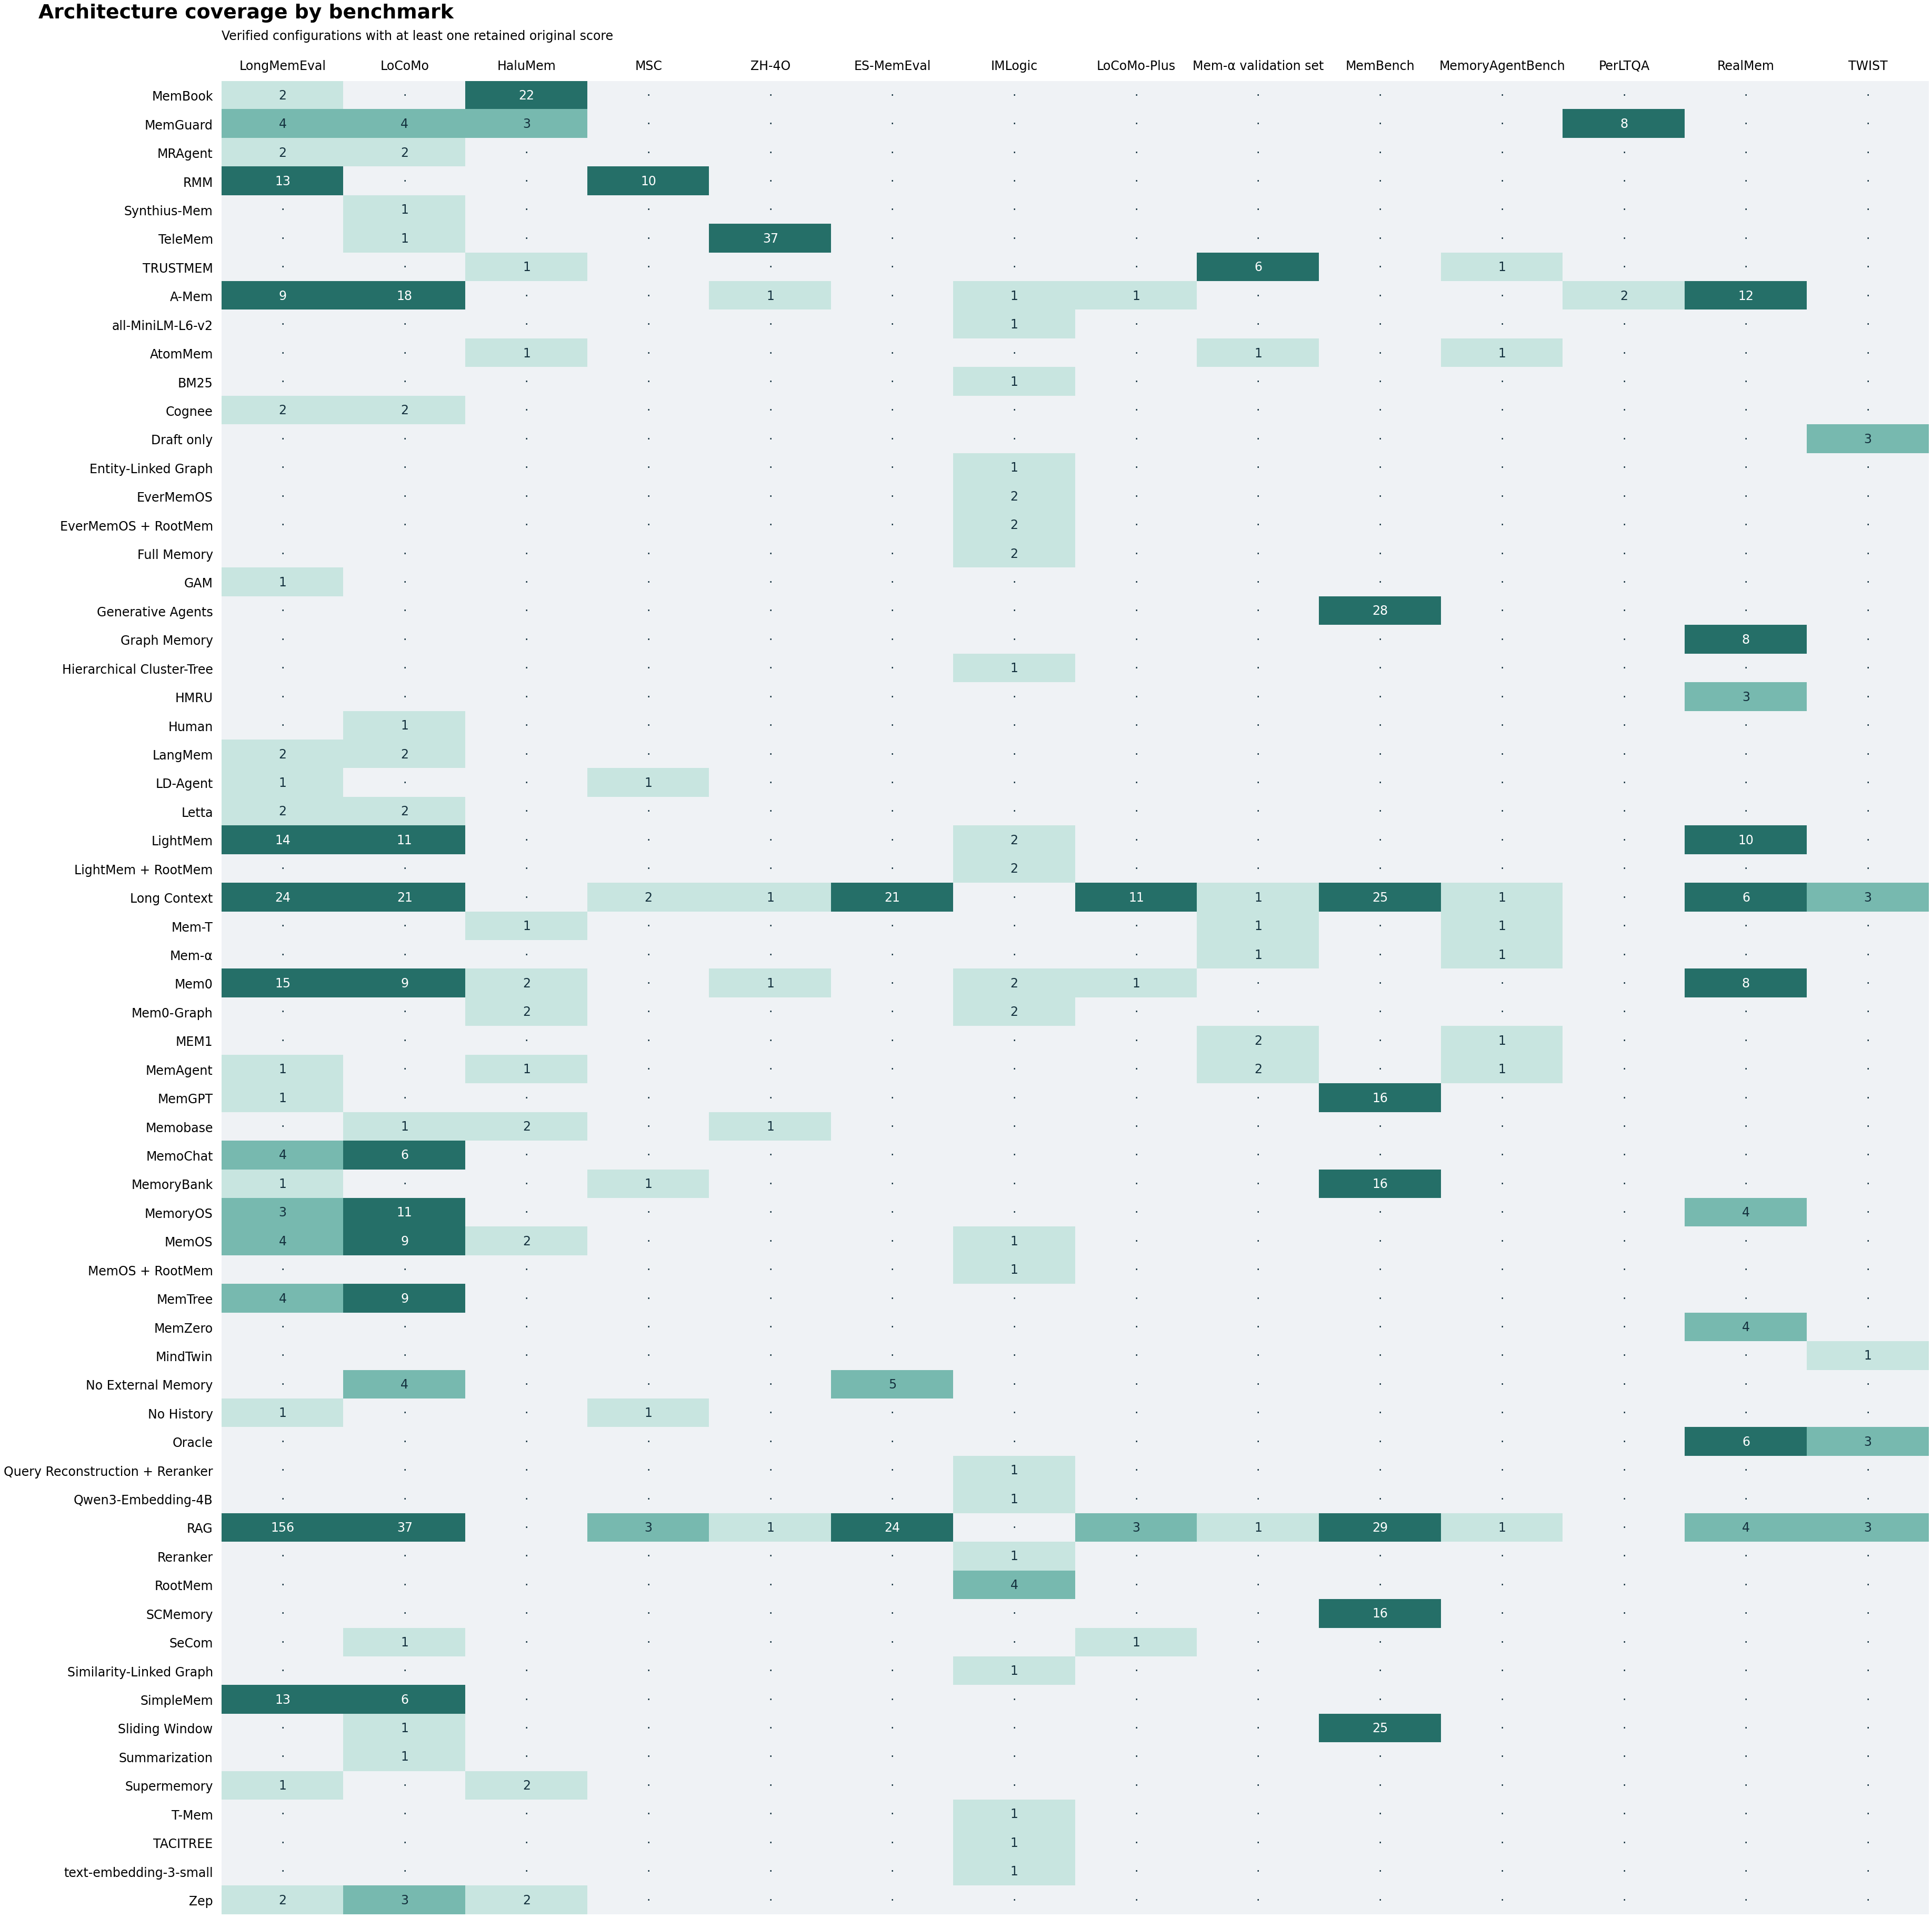 Architecture coverage by benchmark
Verified configurations with at least one retained original score
LongMemEval LoCoMo HaluMem MSC ZH-4O ES-MemEval IMLogic LoCoMo-Plus Mem-α validation set MemBench MemoryAgentBench PerLTQA RealMem TWIST
MemBook 2 · 22 · · · · · · · · · · ·
MemGuard 4 4 3 · · · · · · · · 8 · ·
MRAgent 2 2 · · · · · · · · · · · ·
RMM 13 · · 10 · · · · · · · · · ·
Synthius-Mem · 1 · · · · · · · · · · · ·
TeleMem · 1 · · 37 · · · · · · · · ·
TRUSTMEM · · 1 · · · · · 6 · 1 · · ·
A-Mem 9 18 · · 1 · 1 1 · · · 2 12 ·
all-MiniLM-L6-v2 · · · · · · 1 · · · · · · ·
AtomMem · · 1 · · · · · 1 · 1 · · ·
BM25 · · · · · · 1 · · · · · · ·
Cognee 2 2 · · · · · · · · · · · ·
Draft only · · · · · · · · · · · · · 3
Entity-Linked Graph · · · · · · 1 · · · · · · ·
EverMemOS · · · · · · 2 · · · · · · ·
EverMemOS + RootMem · · · · · · 2 · · · · · · ·
Full Memory · · · · · · 2 · · · · · · ·
GAM 1 · · · · · · · · · · · · ·
Generative Agents · · · · · · · · · 28 · · · ·
Graph Memory · · · · · · · · · · · · 8 ·
Hierarchical Cluster-Tree · · · · · · 1 · · · · · · ·
HMRU · · · · · · · · · · · · 3 ·
Human · 1 · · · · · · · · · · · ·
LangMem 2 2 · · · · · · · · · · · ·
LD-Agent 1 · · 1 · · · · · · · · · ·
Letta 2 2 · · · · · · · · · · · ·
LightMem 14 11 · · · · 2 · · · · · 10 ·
LightMem + RootMem · · · · · · 2 · · · · · · ·
Long Context 24 21 · 2 1 21 · 11 1 25 1 · 6 3
Mem-T · · 1 · · · · · 1 · 1 · · ·
Mem-α · · · · · · · · 1 · 1 · · ·
Mem0 15 9 2 · 1 · 2 1 · · · · 8 ·
Mem0-Graph · · 2 · · · 2 · · · · · · ·
MEM1 · · · · · · · · 2 · 1 · · ·
MemAgent 1 · 1 · · · · · 2 · 1 · · ·
MemGPT 1 · · · · · · · · 16 · · · ·
Memobase · 1 2 · 1 · · · · · · · · ·
MemoChat 4 6 · · · · · · · · · · · ·
MemoryBank 1 · · 1 · · · · · 16 · · · ·
MemoryOS 3 11 · · · · · · · · · · 4 ·
MemOS 4 9 2 · · · 1 · · · · · · ·
MemOS + RootMem · · · · · · 1 · · · · · · ·
MemTree 4 9 · · · · · · · · · · · ·
MemZero · · · · · · · · · · · · 4 ·
MindTwin · · · · · · · · · · · · · 1
No External Memory · 4 · · · 5 · · · · · · · ·
No History 1 · · 1 · · · · · · · · · ·
Oracle · · · · · · · · · · · · 6 3
Query Reconstruction + Reranker · · · · · · 1 · · · · · · ·
Qwen3-Embedding-4B · · · · · · 1 · · · · · · ·
RAG 156 37 · 3 1 24 · 3 1 29 1 · 4 3
Reranker · · · · · · 1 · · · · · · ·
RootMem · · · · · · 4 · · · · · · ·
SCMemory · · · · · · · · · 16 · · · ·
SeCom · 1 · · · · · 1 · · · · · ·
Similarity-Linked Graph · · · · · · 1 · · · · · · ·
SimpleMem 13 6 · · · · · · · · · · · ·
Sliding Window · 1 · · · · · · · 25 · · · ·
Summarization · 1 · · · · · · · · · · · ·
Supermemory 1 · 2 · · · · · · · · · · ·
T-Mem · · · · · · 1 · · · · · · ·
TACITREE · · · · · · 1 · · · · · · ·
text-embedding-3-small · · · · · · 1 · · · · · · ·
Zep 2 3 2 · · · · · · · · · · ·